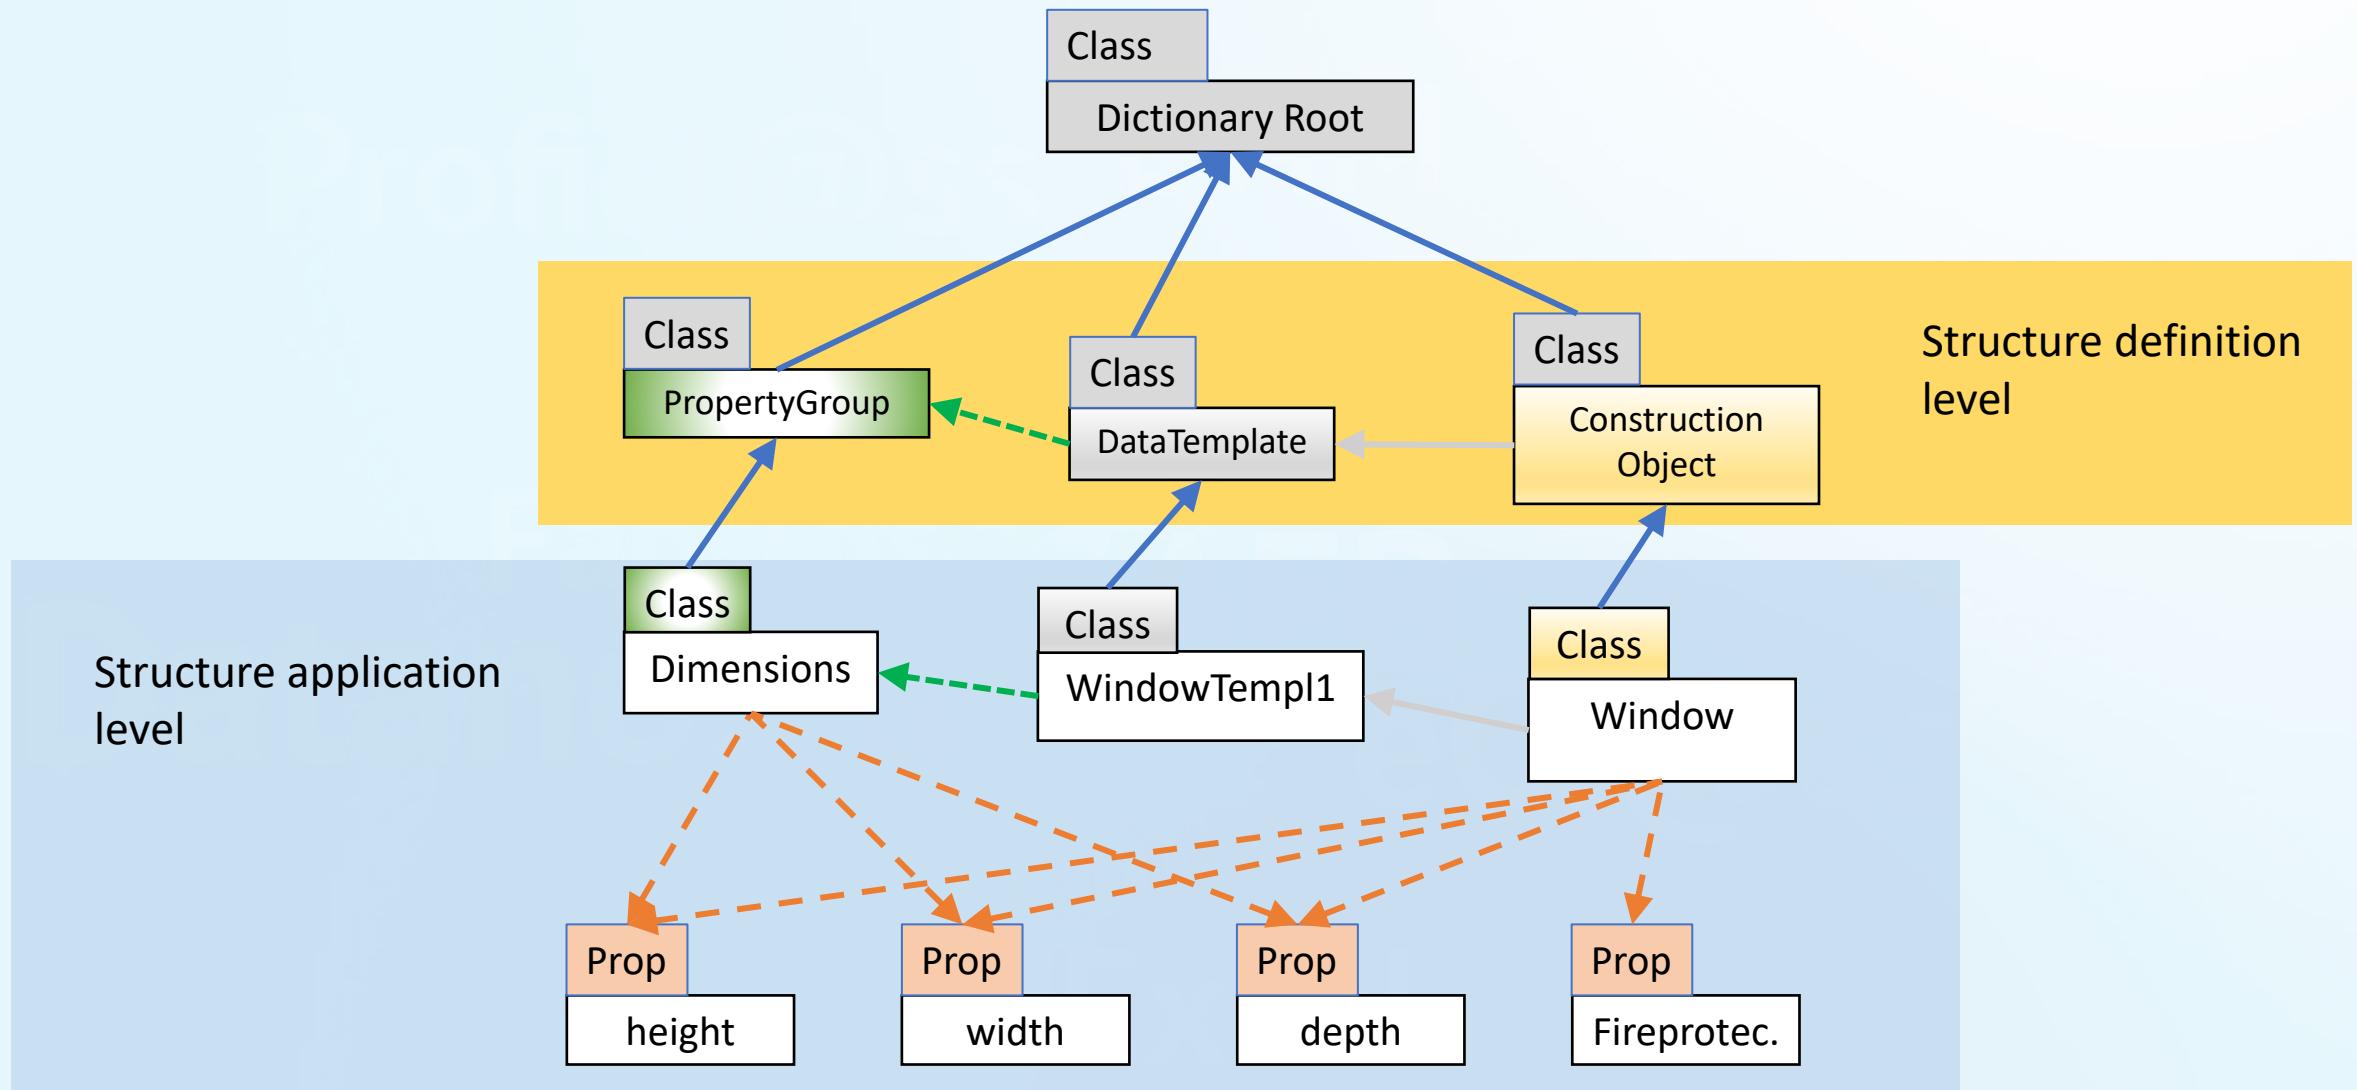 Class
Dictionary Root
Class
PropertyGroup
Class
DataTemplate
Class
Construction
Object
Structure definition
level
Structure application
level
Class
Dimensions
Class
WindowTempl1
Class
Window
Prop
height
Prop
width
Prop
depth
Prop
Fireprotec.